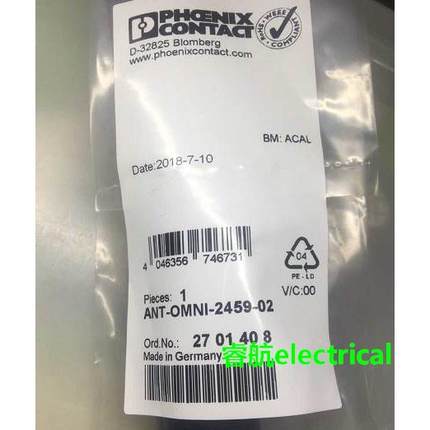 PHOENIX
CONTACT
D-32825 Blomberg
www.phoenixcontact.com
RoHS - WEEE
COMPLIANT
BM: ACAL
Date:2018-7-10
4 046356 746731
04
PE-LD
Pieces: 1
V/C:00
ANT-OMNI-2459-02
Ord.No.: 27 01 40 8
Made in Germany
睿航electrical